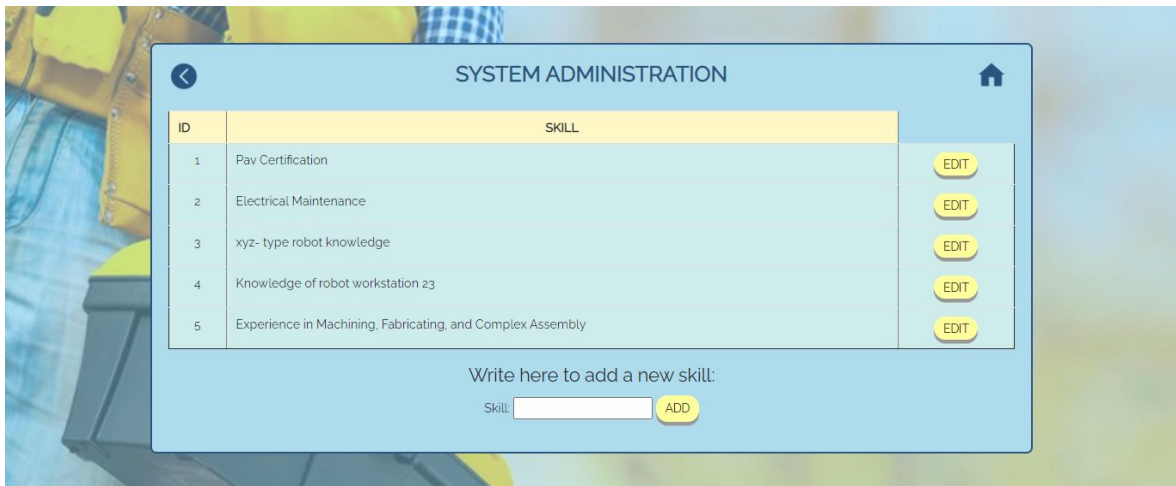 SYSTEM ADMINISTRATION
ID SKILL
1 Pav Certification EDIT
2 Electrical Maintenance EDIT
3 xyz- type robot knowledge EDIT
4 Knowledge of robot workstation 23 EDIT
5 Experience in Machining, Fabricating, and Complex Assembly EDIT
Write here to add a new skill:
Skill: ADD